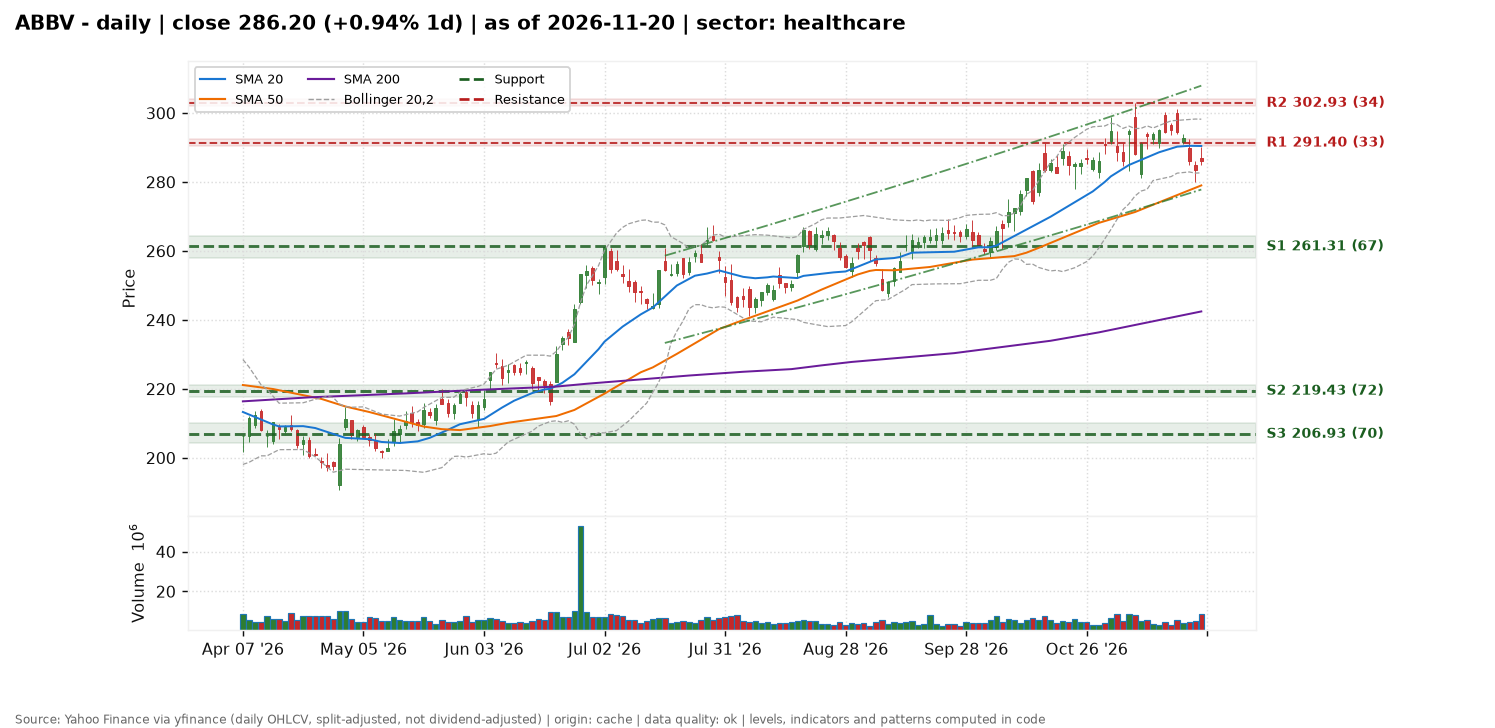 ABBV - daily | close 286.20 (+0.94% 1d) | as of 2026-11-20 | sector: healthcare
SMA 20 SMA 200 Support
SMA 50 Bollinger 20,2 Resistance
R2 302.93 (34)
300
R1 291.40 (33)
280
260
S1 261.31 (67)
Price
240
220
S2 219.43 (72)
S3 206.93 (70)
200
Volume 10⁶
40
20
Apr 07 '26 May 05 '26 Jun 03 '26 Jul 02 '26 Jul 31 '26 Aug 28 '26 Sep 28 '26 Oct 26 '26
Source: Yahoo Finance via yfinance (daily OHLCV, split-adjusted, not dividend-adjusted) | origin: cache | data quality: ok | levels, indicators and patterns computed in code